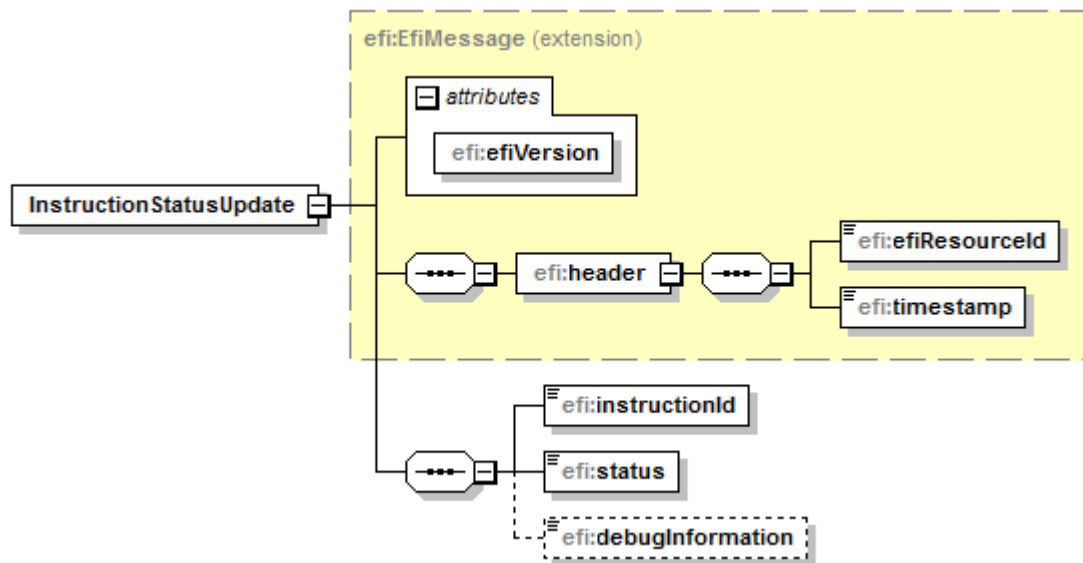 efi:EfiMessage (extension)
attributes
efi:efiVersion
InstructionStatusUpdate
efi:header
efi:efiResourceId
efi:timestamp
efi:instructionId
efi:status
efi:debugInformation